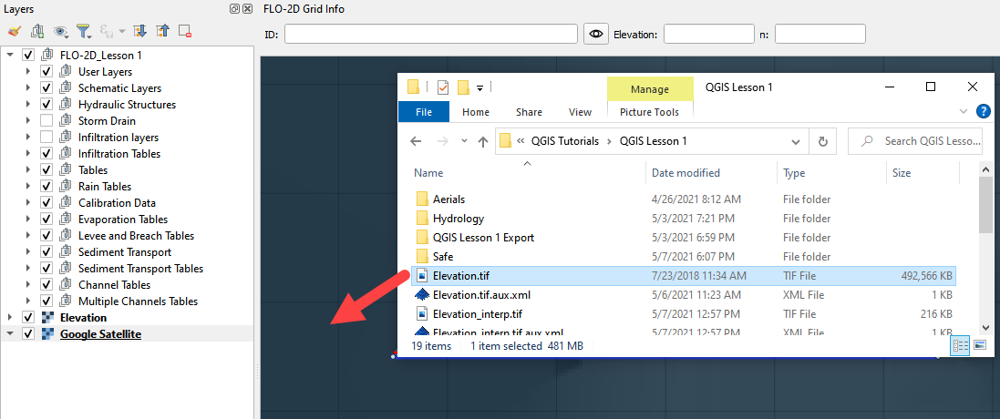 Layers
FLO-2D_Lesson 1
User Layers
Schematic Layers
Hydraulic Structures
Storm Drain
Infiltration layers
Infiltration Tables
Tables
Rain Tables
Calibration Data
Evaporation Tables
Levee and Breach Tables
Sediment Transport
Sediment Transport Tables
Channel Tables
Multiple Channels Tables
Elevation
Google Satellite
FLO-2D Grid Info
ID: Elevation: n:
Manage QGIS Lesson 1
File Home Share View Picture Tools
« QGIS Tutorials > QGIS Lesson 1 Search QGIS Lesso...
Name Date modified Type Size
Aerials 4/26/2021 8:12 AM File folder
Hydrology 5/3/2021 7:21 PM File folder
QGIS Lesson 1 Export 5/3/2021 6:59 PM File folder
Safe 5/7/2021 6:07 PM File folder
Elevation.tif 7/23/2018 11:34 AM TIF File 492,566 KB
Elevation.tif.aux.xml 5/6/2021 11:23 AM XML File 1 KB
Elevation_interp.tif 5/7/2021 12:57 PM TIF File 216 KB
Elevation_interp.tif.aux.xml 5/7/2021 12:57 PM XML File 1 KB
19 items 1 item selected 481 MB